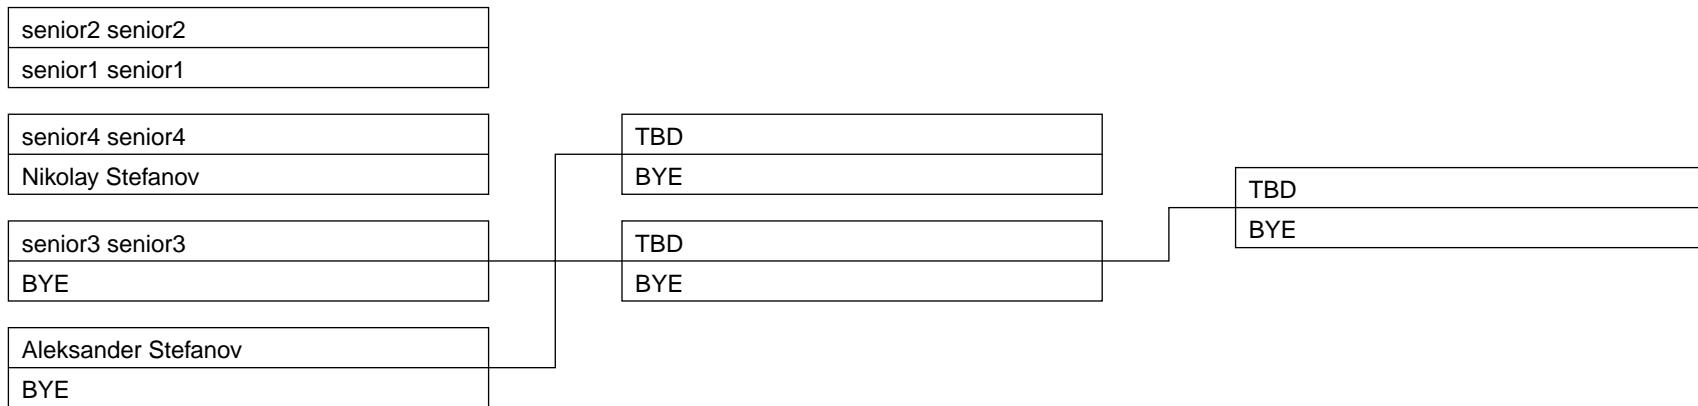 senior2 senior2
senior1 senior1
senior4 senior4
Nikolay Stefanov
senior3 senior3
BYE
Aleksander Stefanov
BYE
TBD
BYE
TBD
BYE
TBD
BYE